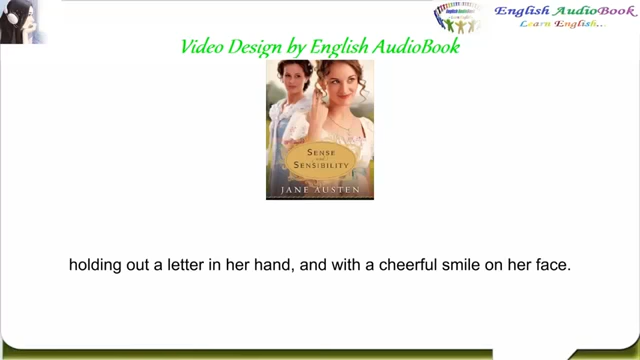 English AudioBook
Learn English...
Video Design by English AudioBook
SENSE
and
SENSIBILITY
JANE AUSTEN
holding out a letter in her hand, and with a cheerful smile on her face.